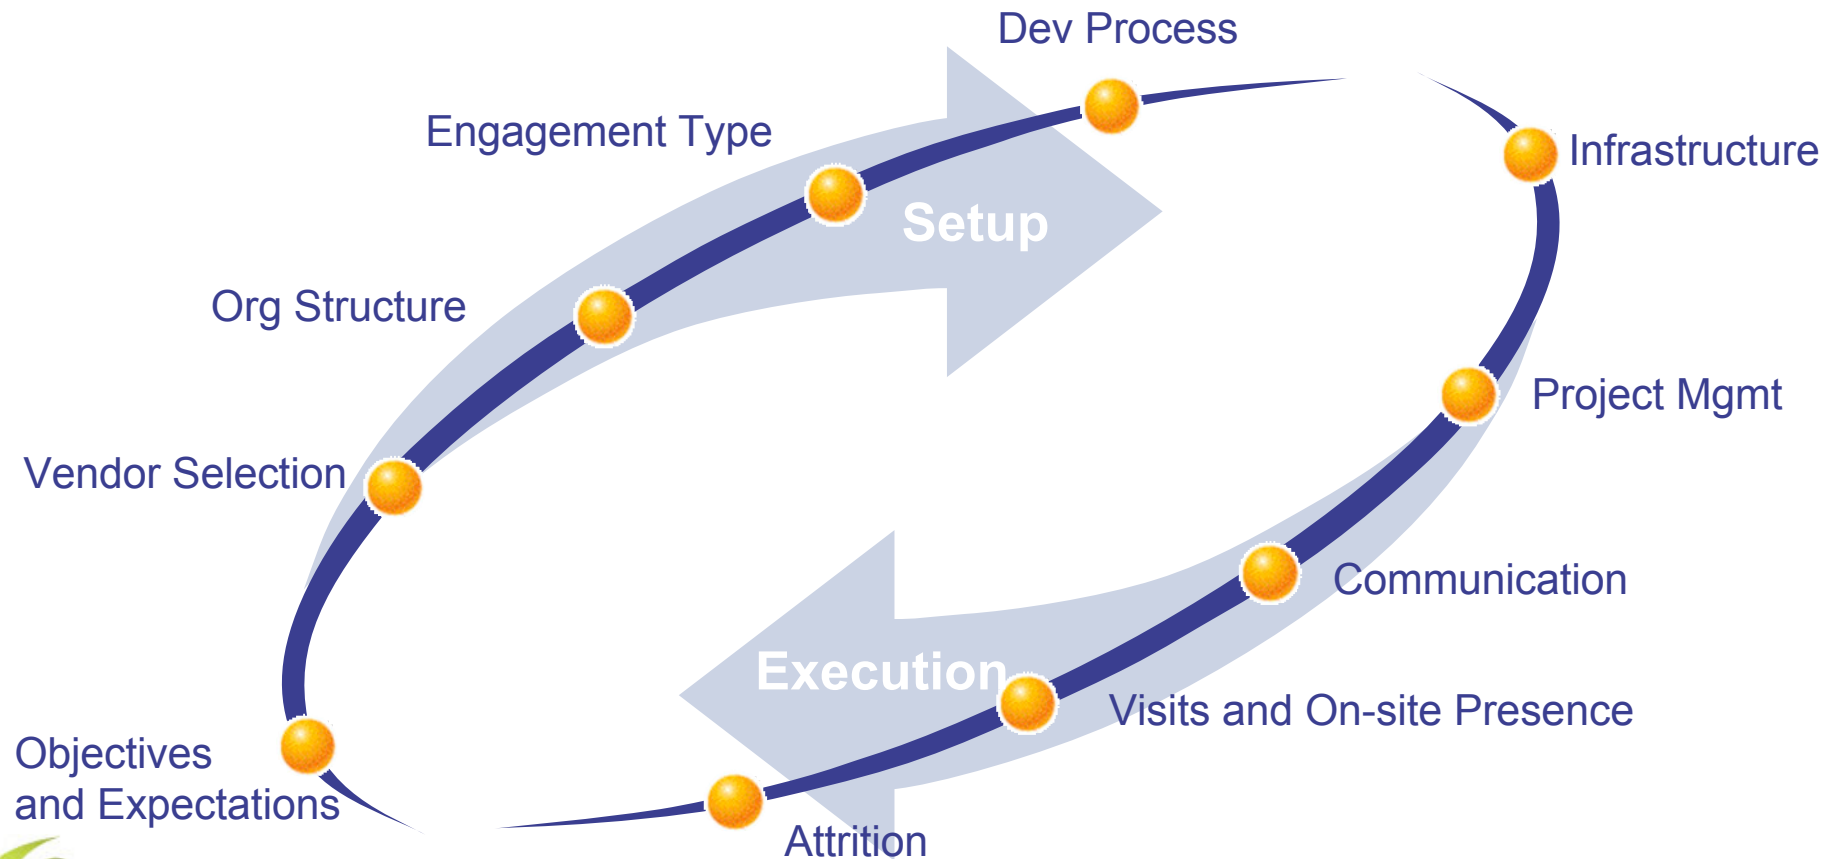 Dev Process
Engagement Type
Infrastructure
Setup
Org Structure
Project Mgmt
Vendor Selection
Communication
Execution
Visits and On-site Presence
Objectives
and Expectations
Attrition